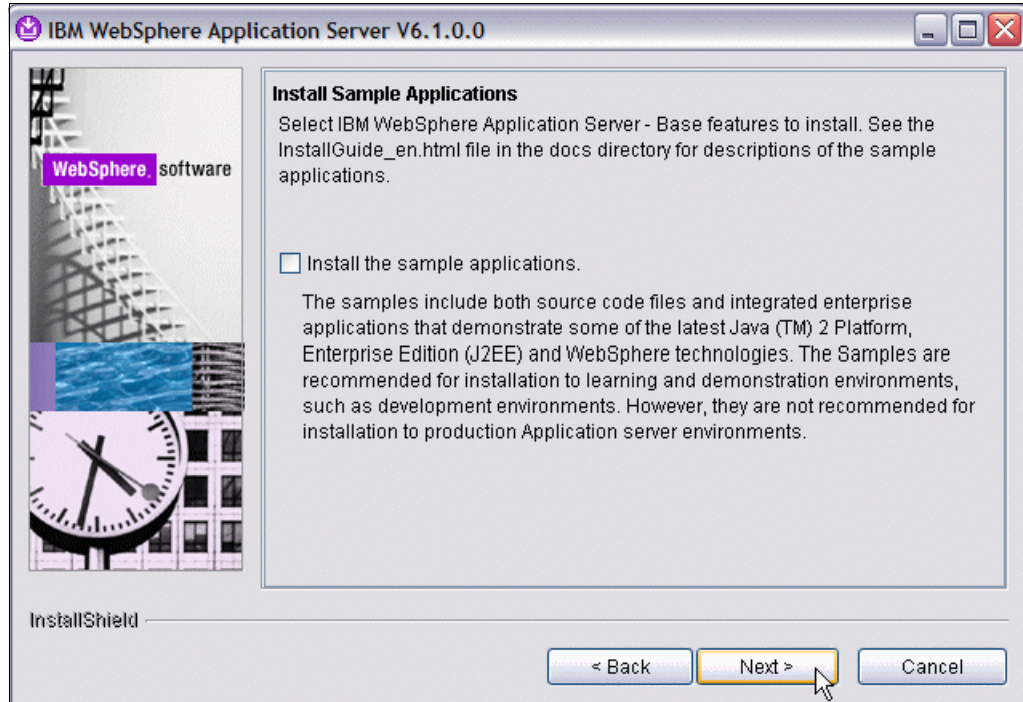 IBM WebSphere Application Server V6.1.0.0
WebSphere. software
Install Sample Applications
Select IBM WebSphere Application Server - Base features to install. See the
InstallGuide_en.html file in the docs directory for descriptions of the sample
applications.
Install the sample applications.
The samples include both source code files and integrated enterprise
applications that demonstrate some of the latest Java (TM) 2 Platform,
Enterprise Edition (J2EE) and WebSphere technologies. The Samples are
recommended for installation to learning and demonstration environments,
such as development environments. However, they are not recommended for
installation to production Application server environments.
InstallShield
< Back
Next >
Cancel